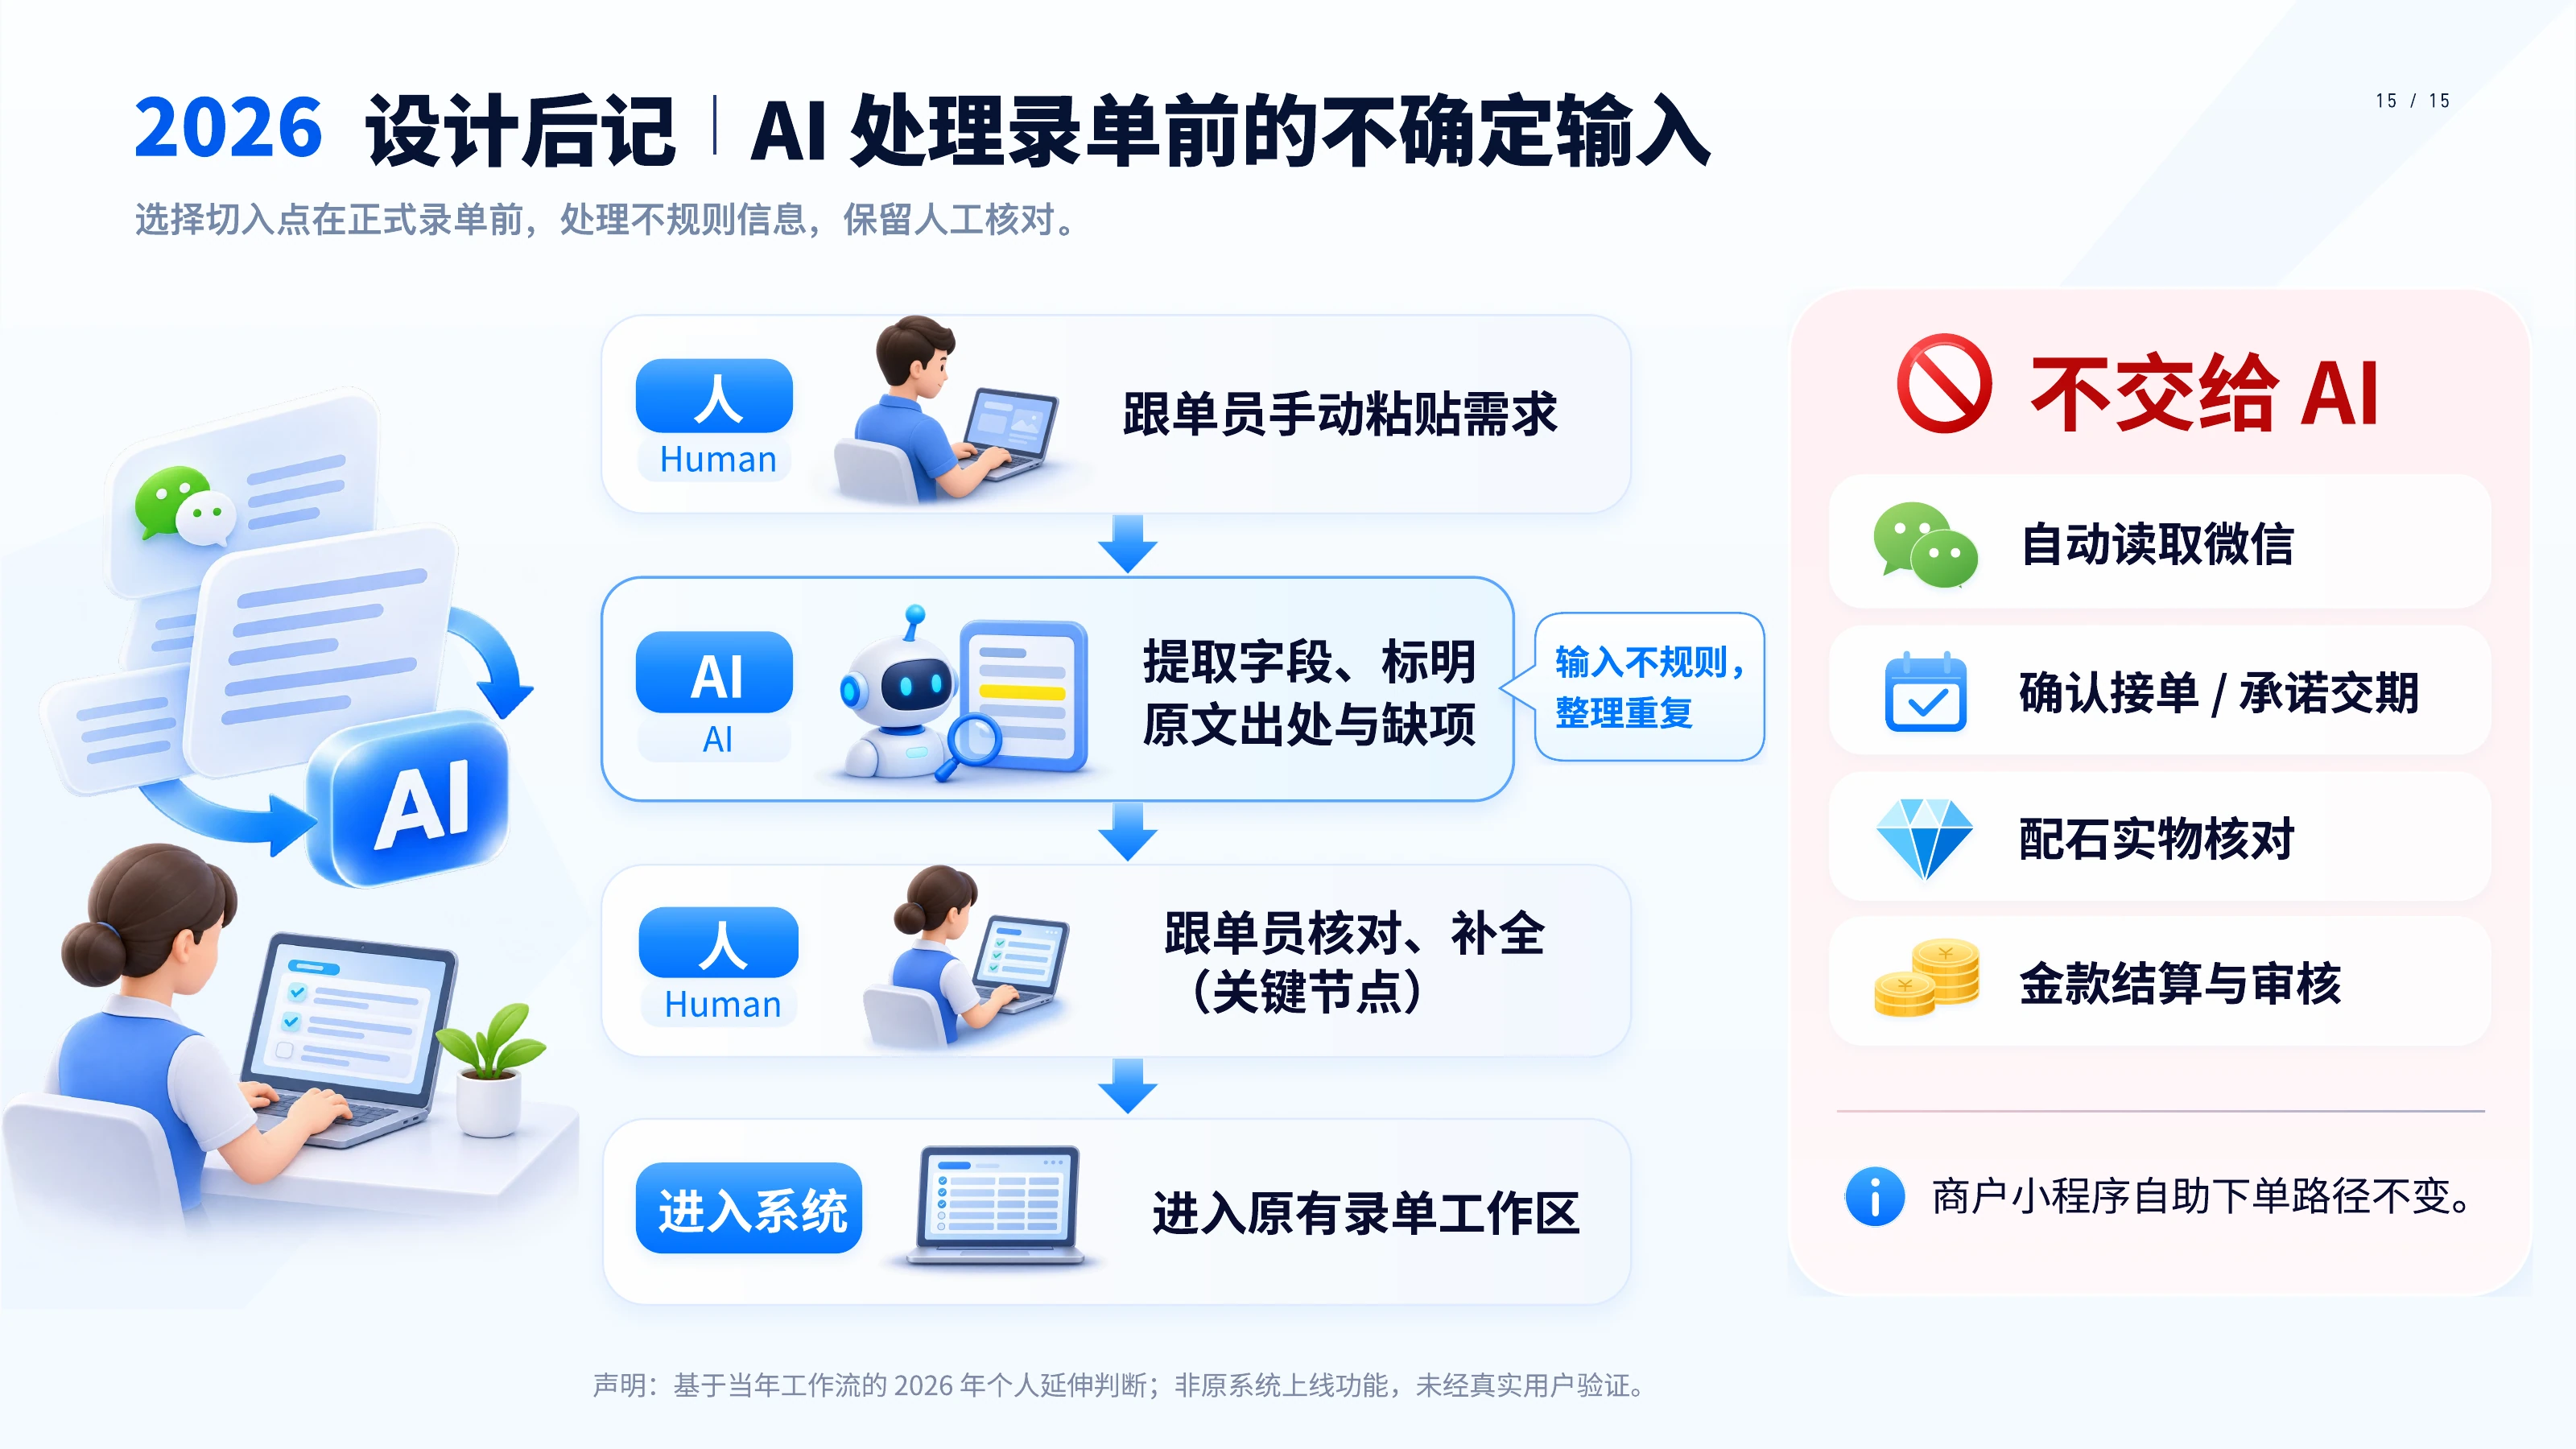 2026 设计后记｜AI 处理录单前的不确定输入
15 / 15
选择切入点在正式录单前，处理不规则信息，保留人工核对。
AI
人
Human
跟单员手动粘贴需求
AI
AI
提取字段、标明
原文出处与缺项
输入不规则，
整理重复
人
Human
跟单员核对、补全
（关键节点）
进入系统
进入原有录单工作区
不交给 AI
自动读取微信
确认接单 / 承诺交期
配石实物核对
金款结算与审核
商户小程序自助下单路径不变。
声明：基于当年工作流的 2026 年个人延伸判断；非原系统上线功能，未经真实用户验证。